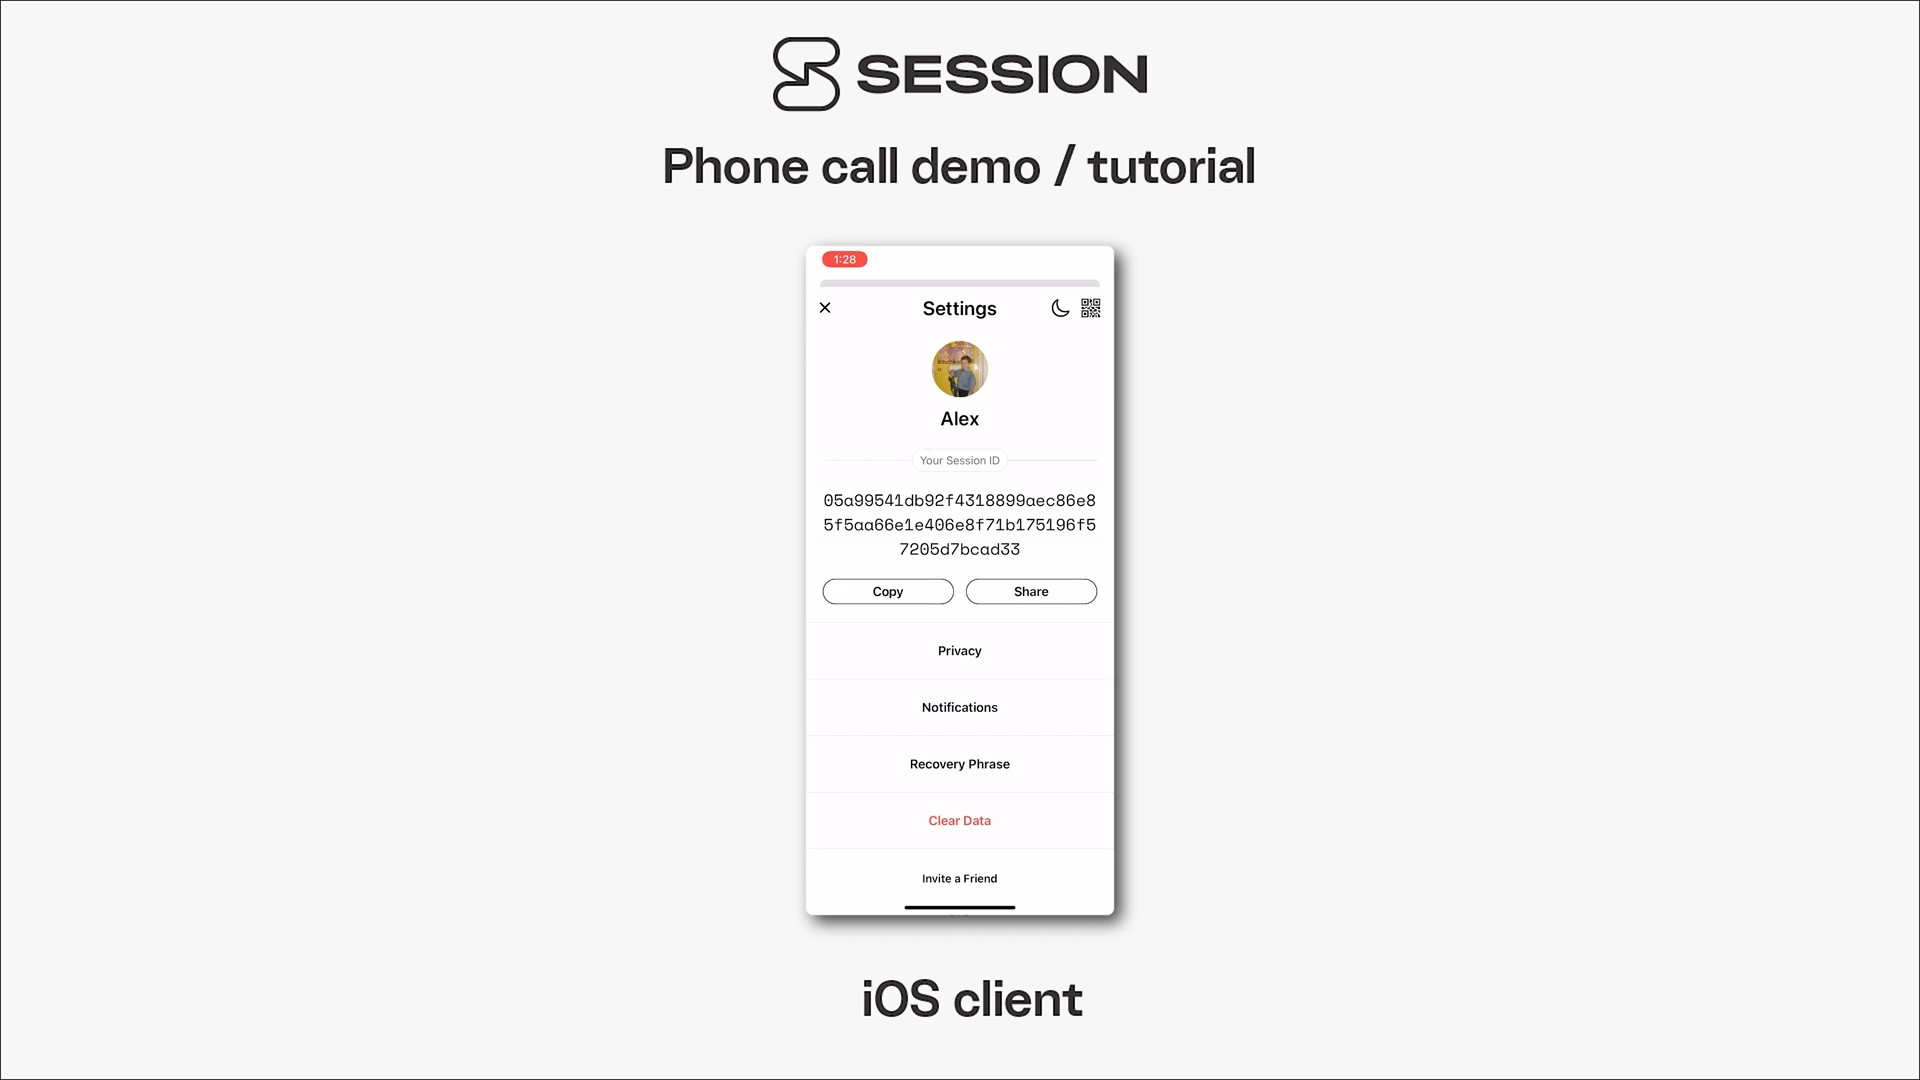 SESSION
Phone call demo / tutorial
1:28
Settings
Alex
Your Session ID
05a99541db92f4318899aec86e8
5f5aa66e1e406e8f71b175196f5
7205d7bcad33
Copy Share
Privacy
Notifications
Recovery Phrase
Clear Data
Invite a Friend
iOS client